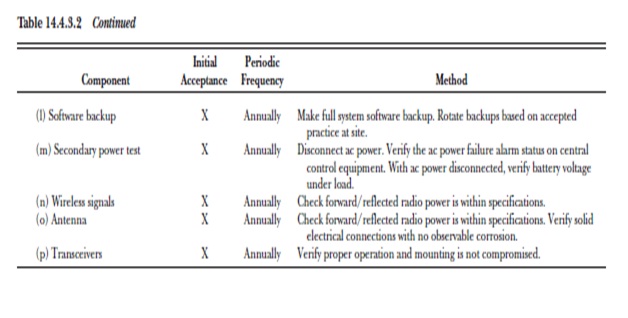 Table 14.4.3.2 Continued
Initial Periodic
Component Acceptance Frequency Method
(l) Software backup X Annually Make full system software backup. Rotate backups based on accepted
practice at site.
(m) Secondary power test X Annually Disconnect ac power. Verify the ac power failure alarm status on central
control equipment. With ac power disconnected, verify battery voltage
under load.
(n) Wireless signals X Annually Check forward/reflected radio power is within specifications.
(o) Antenna X Annually Check forward/reflected radio power is within specifications. Verify solid
electrical connections with no observable corrosion.
(p) Transceivers X Annually Verify proper operation and mounting is not compromised.